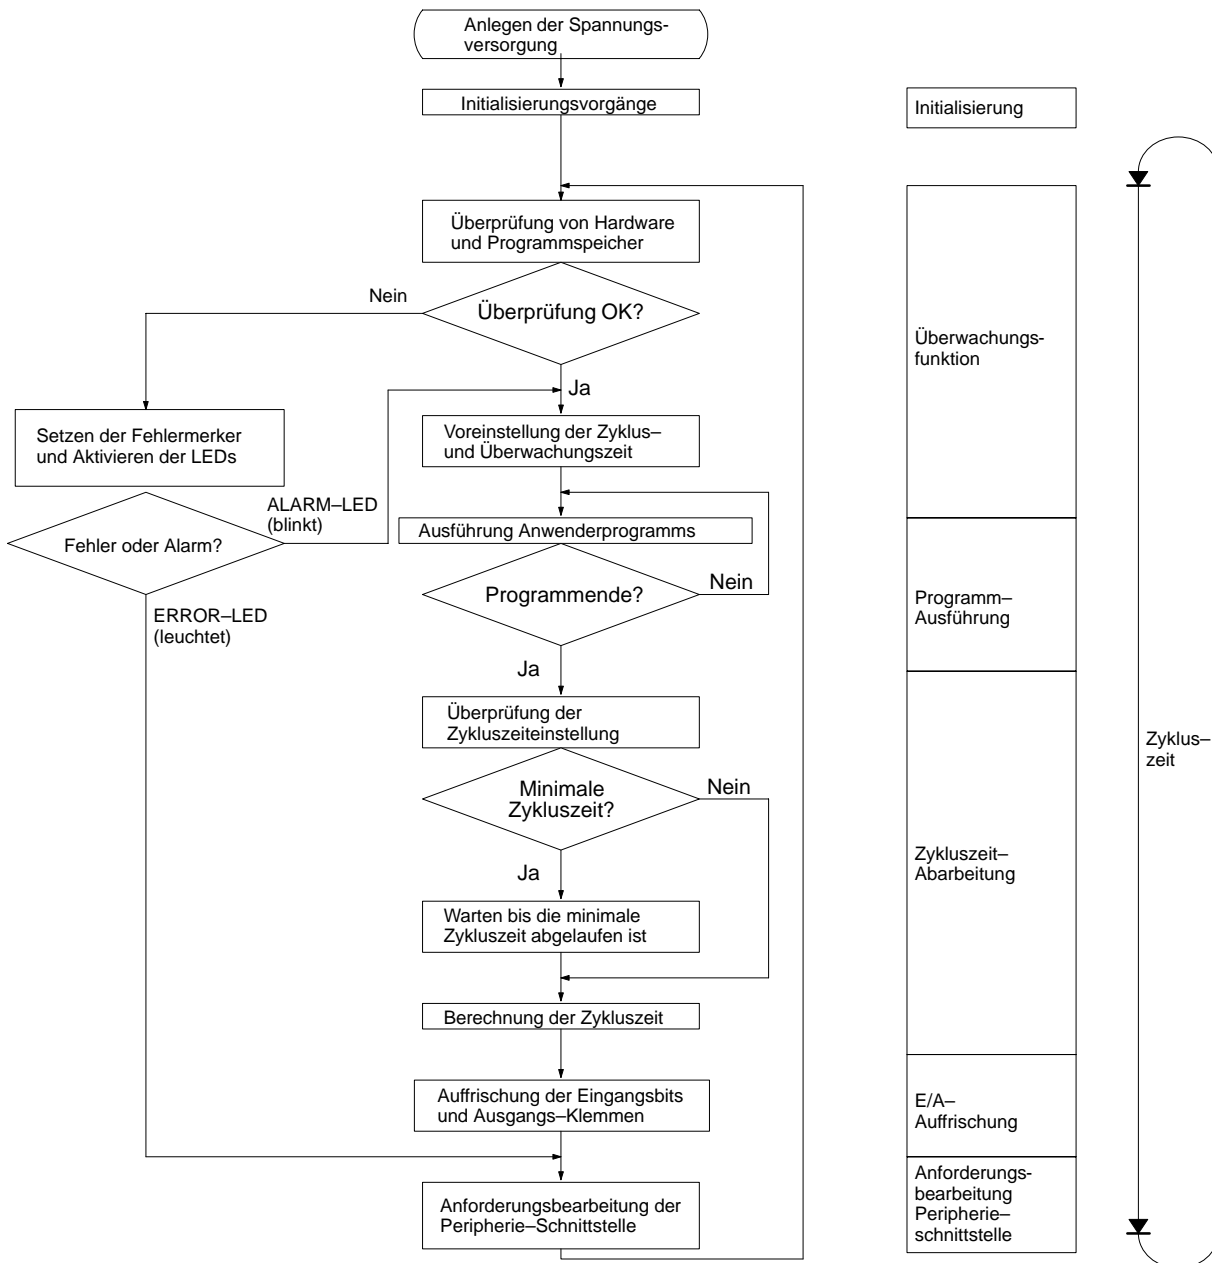 Anlegen der Spannungs-
versorgung
Initialisierungsvorgänge
Initialisierung
Überprüfung von Hardware
und Programmspeicher
Nein
Überprüfung OK?
Überwachungs-
funktion
Ja
Setzen der Fehlermerker
und Aktivieren der LEDs
Voreinstellung der Zyklus–
und Überwachungszeit
ALARM–LED
(blinkt)
Ausführung Anwenderprogramms
Fehler oder Alarm?
Nein
Programmende?
Programm–
Ausführung
ERROR–LED
(leuchtet)
Ja
Überprüfung der
Zykluszeiteinstellung
Zyklus–
zeit
Minimale
Zykluszeit?
Nein
Zykluszeit–
Abarbeitung
Ja
Warten bis die minimale
Zykluszeit abgelaufen ist
Berechnung der Zykluszeit
Auffrischung der Eingangsbits
und Ausgangs–Klemmen
E/A–
Auffrischung
Anforderungsbearbeitung der
Peripherie–Schnittstelle
Anforderungs-
bearbeitung
Peripherie–
schnittstelle